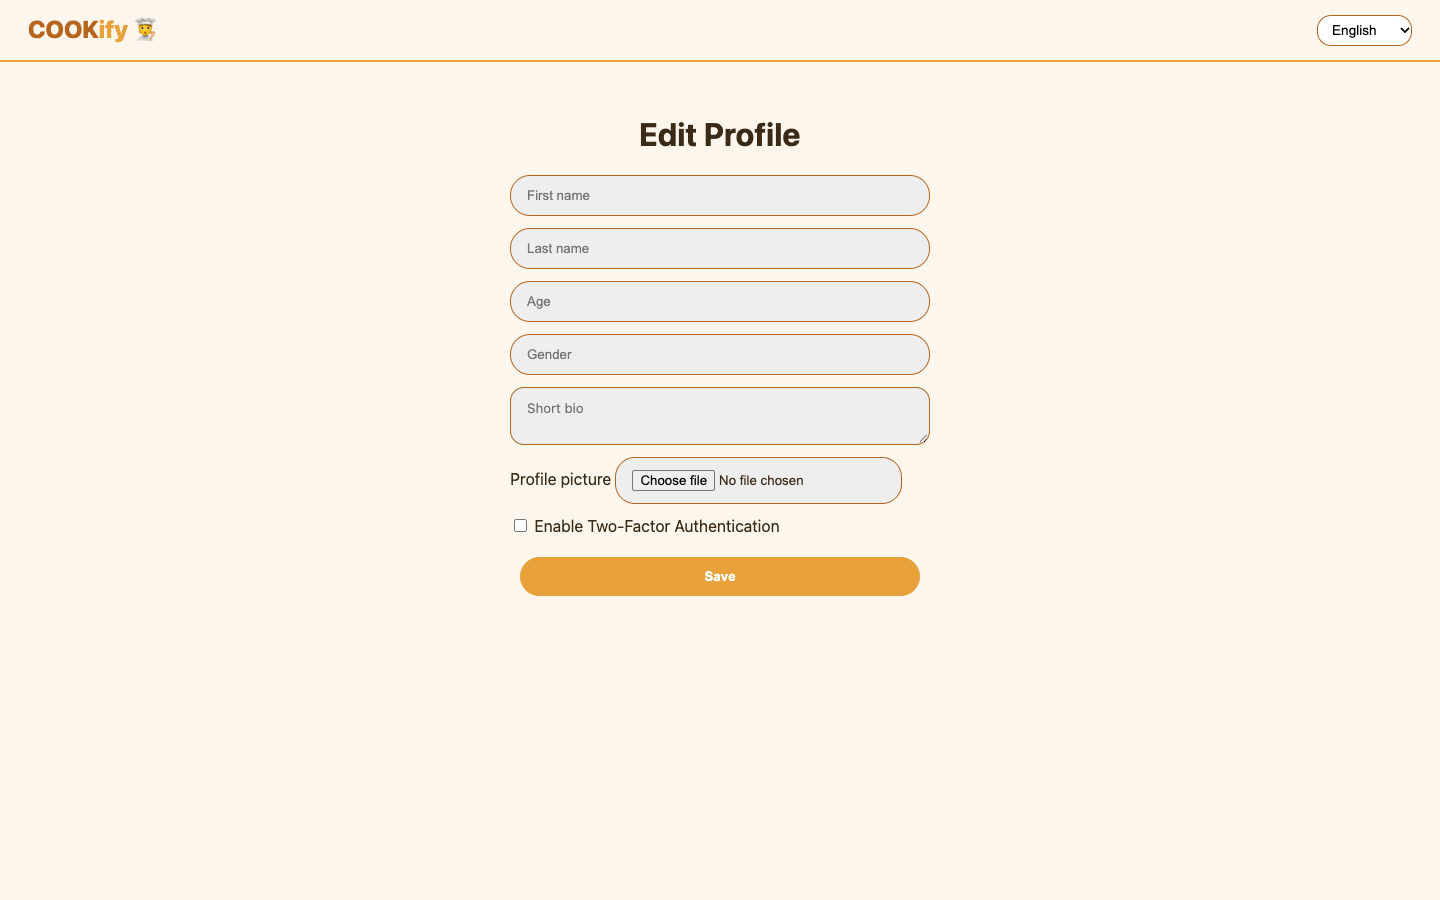 COOKify
English
Edit Profile
First name
Last name
Age
Gender
Short bio
Profile picture Choose file No file chosen
Enable Two-Factor Authentication
Save